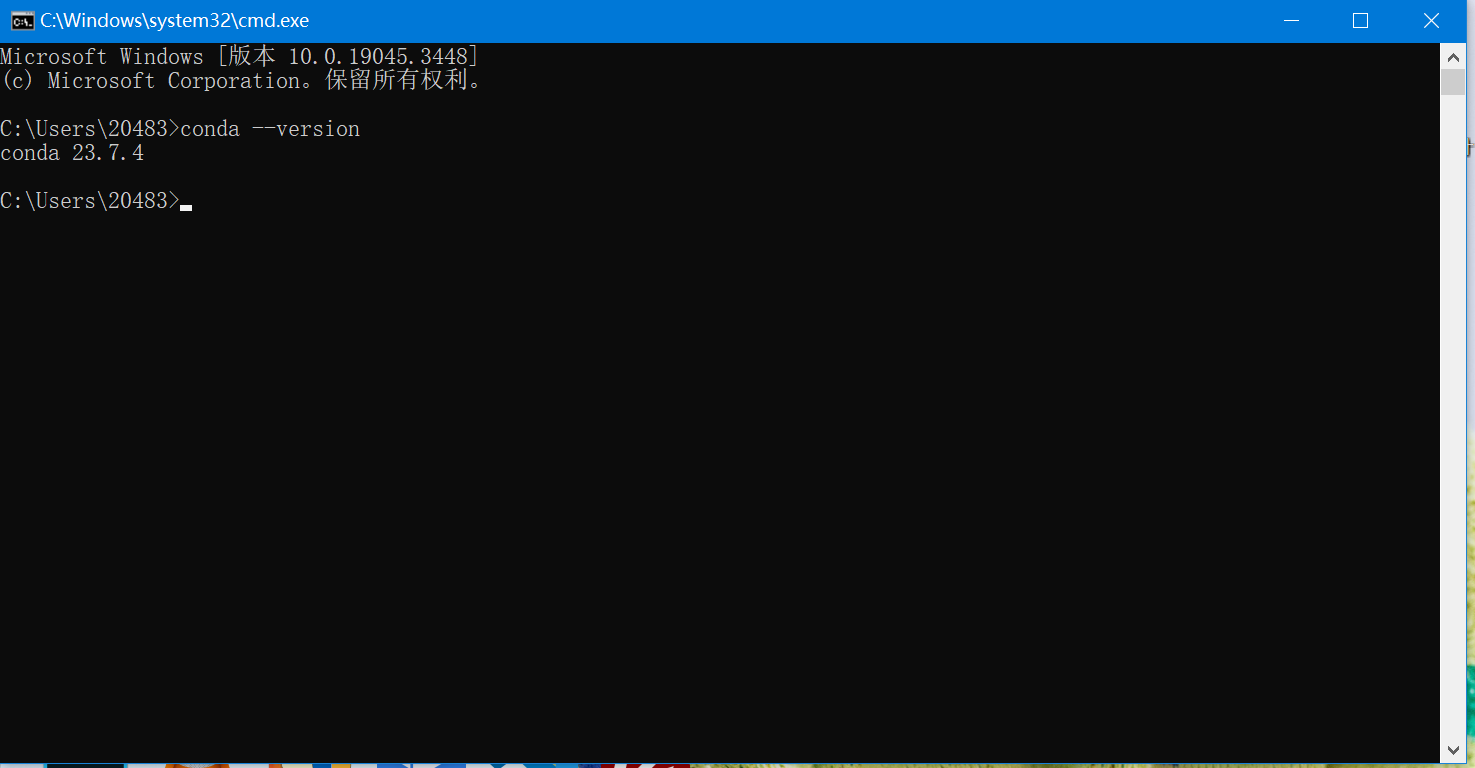 C:\Windows\system32\cmd.exe
Microsoft Windows [版本 10.0.19045.3448]
(c) Microsoft Corporation。保留所有权利。
C:\Users\20483>conda --version
conda 23.7.4
C:\Users\20483>